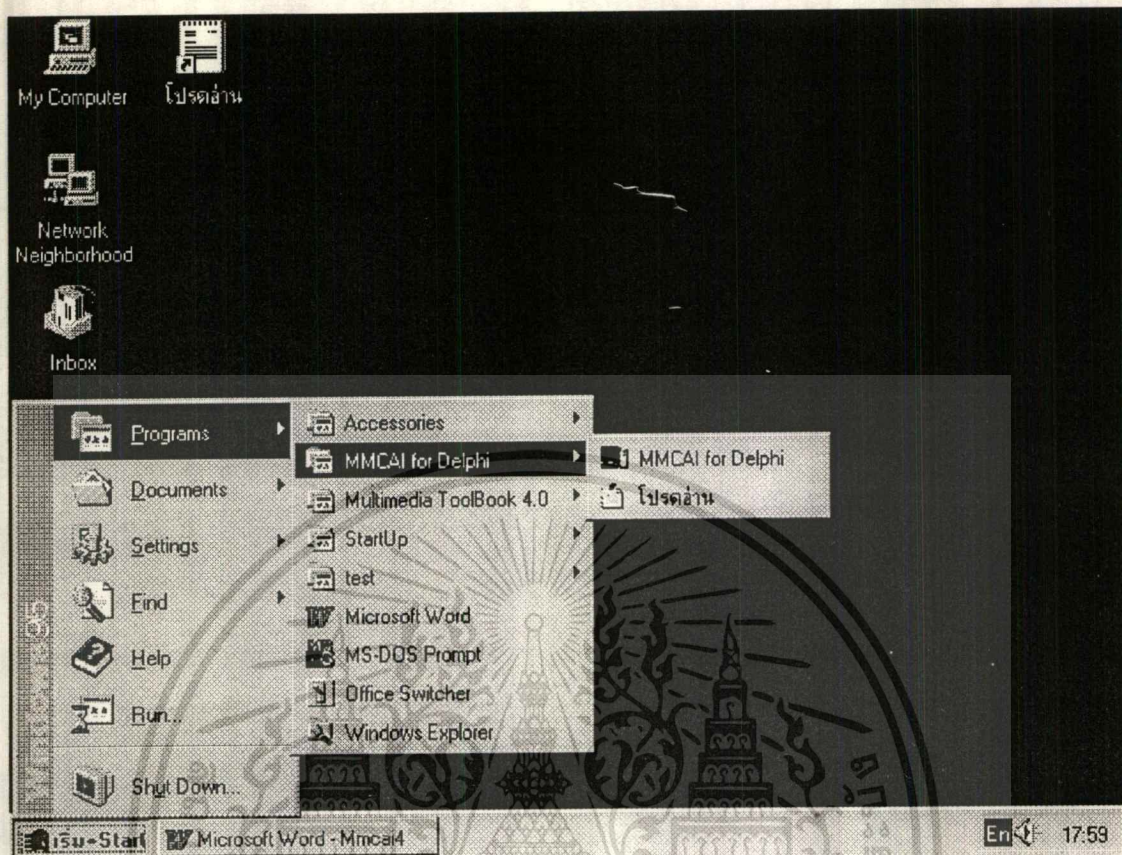 My Computer
โปรดอ่าน
Network
Neighborhood
Inbox
Programs
Documents
Settings
Find
Help
Run...
Shut Down...
Accessories
MMCAI for Delphi
Multimedia ToolBook 4.0
StartUp
test
Microsoft Word
MS-DOS Prompt
Office Switcher
Windows Explorer
MMCAI for Delphi
โปรดอ่าน
เริ่ม-Start
Microsoft Word - Mmcai4
En
17:59